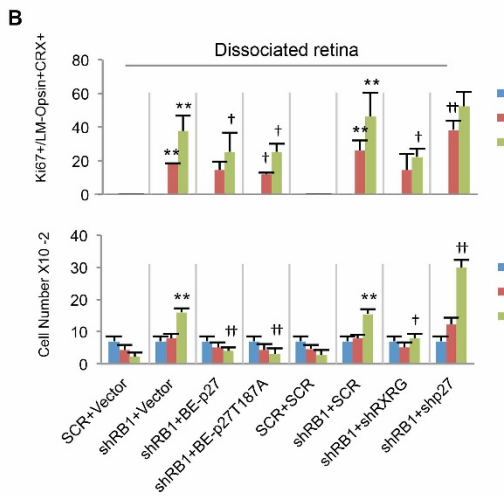 B
Dissociated retina
Ki67+/LM-Opsin+CRX+
80
60
40
20
0
** ** † † † ** ** † ‡‡
Cell Number X10 -2
40
30
20
10
0
** †† †† ** † ††
SCR+Vector
shRB1+Vector
shRB1+BE-p27
shRB1+BE-p27T187A
SCR+SCR
shRB1+SCR
shRB1+shRXRG
shRB1+shp27